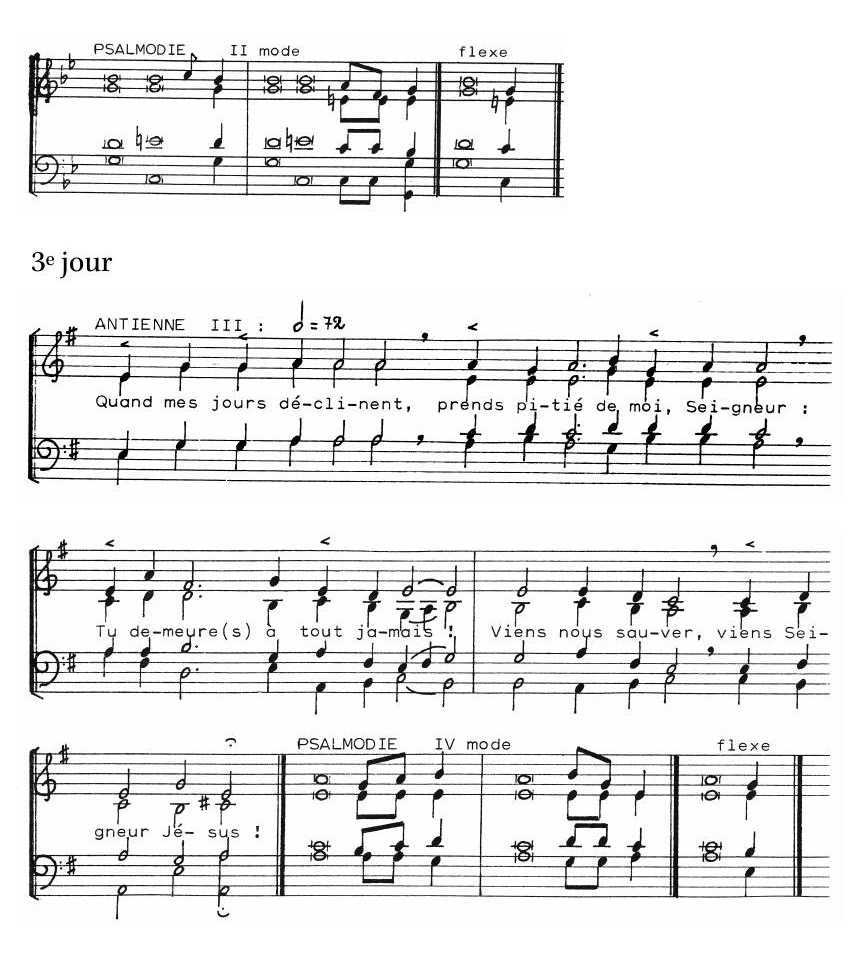 PSALMODIE II mode flexe
3e jour
ANTIENNE III : = 72
Quand mes jours dé-cli-nent, prends pi-tié de moi, Sei-gneur :
Tu de-meure(s) à tout ja-mais ! Viens nous sau-ver, viens Sei-
PSALMODIE IV mode flexe
gneur Jé- sus !